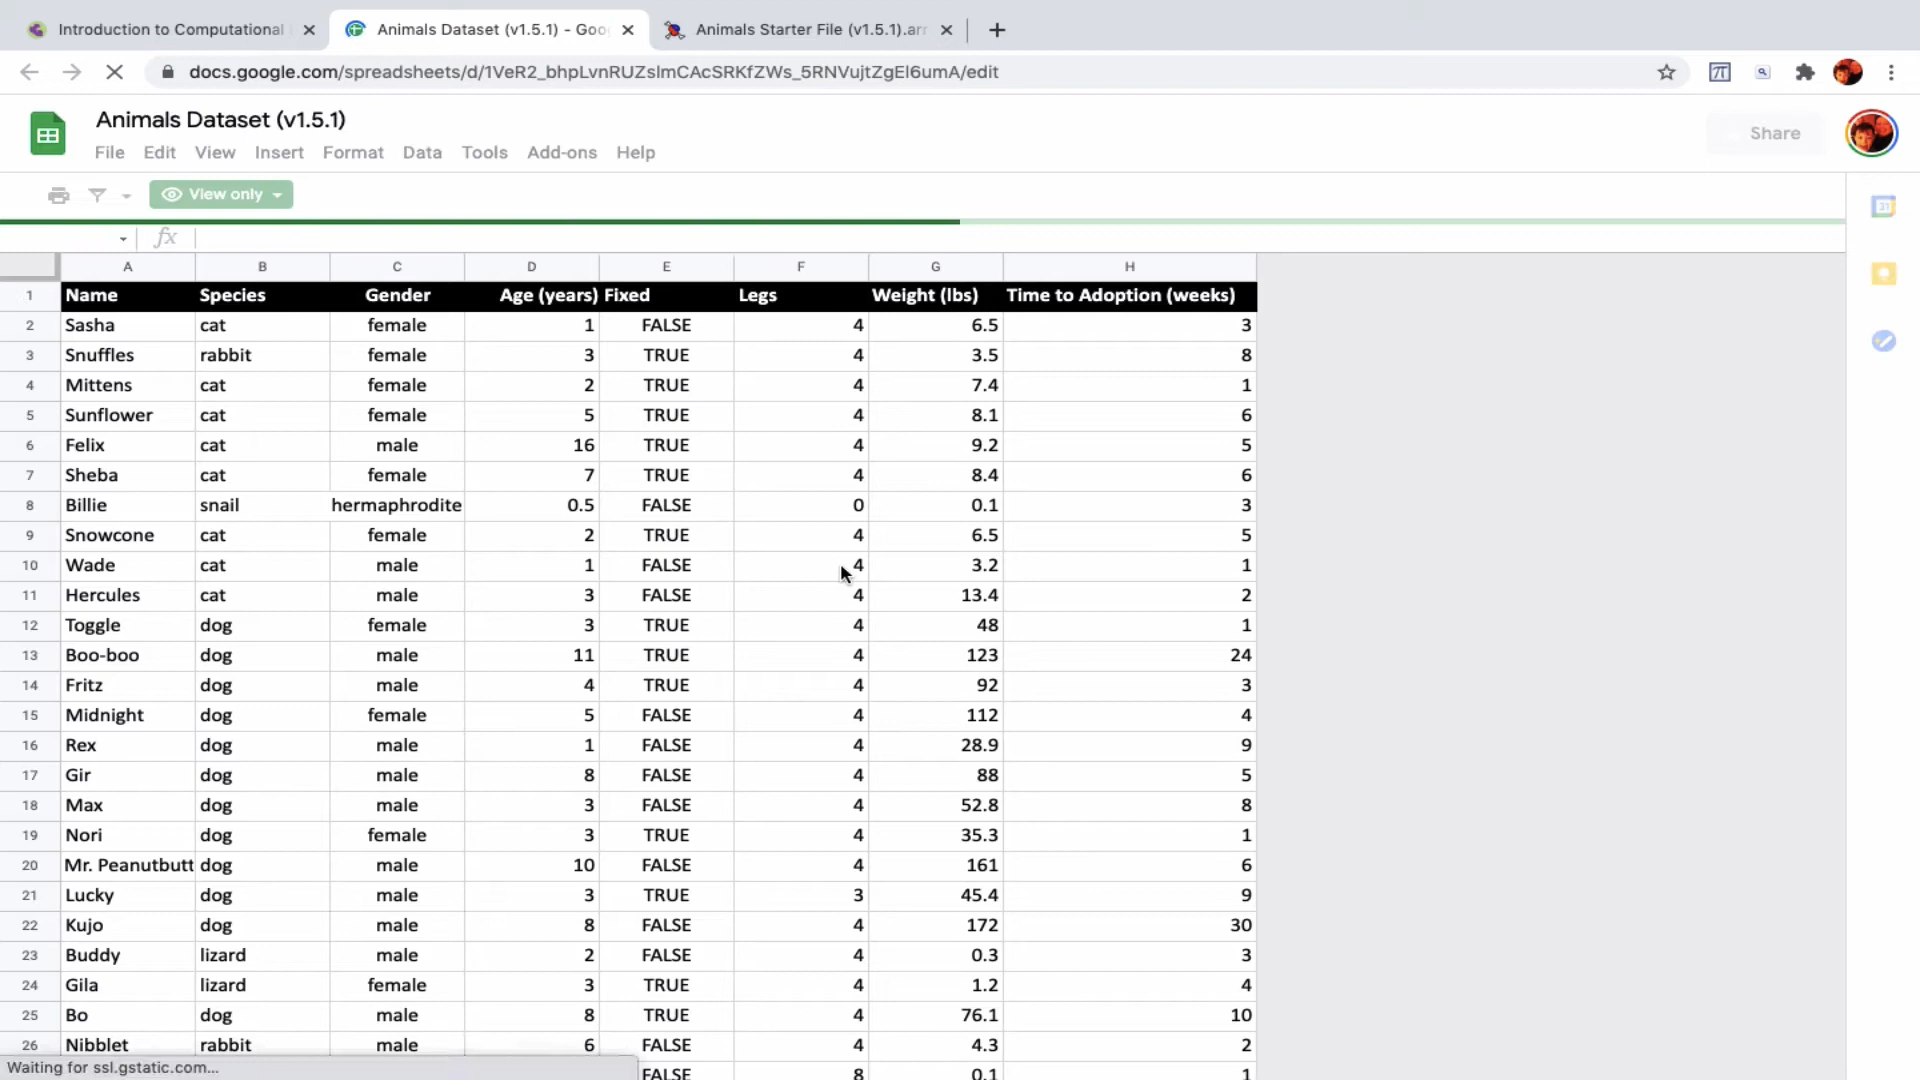 Introduction to Computational
Animals Dataset (v1.5.1) - Goo
Animals Starter File (v1.5.1).arr
docs.google.com/spreadsheets/d/1VeR2_bhpLvnRUZslmCAcSRKfZWs_5RNVujtZgEl6umA/edit
Animals Dataset (v1.5.1)
File Edit View Insert Format Data Tools Add-ons Help
Share
View only
31
fx
A B C D E F G H
1 Name Species Gender Age (years) Fixed Legs Weight (lbs) Time to Adoption (weeks)
2 Sasha cat female 1 FALSE 4 6.5 3
3 Snuffles rabbit female 3 TRUE 4 3.5 8
4 Mittens cat female 2 TRUE 4 7.4 1
5 Sunflower cat female 5 TRUE 4 8.1 6
6 Felix cat male 16 TRUE 4 9.2 5
7 Sheba cat female 7 TRUE 4 8.4 6
8 Billie snail hermaphrodite 0.5 FALSE 0 0.1 3
9 Snowcone cat female 2 TRUE 4 6.5 5
10 Wade cat male 1 FALSE 4 3.2 1
11 Hercules cat male 3 FALSE 4 13.4 2
12 Toggle dog female 3 TRUE 4 48 1
13 Boo-boo dog male 11 TRUE 4 123 24
14 Fritz dog male 4 TRUE 4 92 3
15 Midnight dog female 5 FALSE 4 112 4
16 Rex dog male 1 FALSE 4 28.9 9
17 Gir dog male 8 FALSE 4 88 5
18 Max dog male 3 FALSE 4 52.8 8
19 Nori dog female 3 TRUE 4 35.3 1
20 Mr. Peanutbutt dog male 10 FALSE 4 161 6
21 Lucky dog male 3 TRUE 3 45.4 9
22 Kujo dog male 8 FALSE 4 172 30
23 Buddy lizard male 2 FALSE 4 0.3 3
24 Gila lizard female 3 TRUE 4 1.2 4
25 Bo dog male 8 TRUE 4 76.1 10
26 Nibblet rabbit male 6 FALSE 4 4.3 2
Waiting for ssl.gstatic.com... FALSE 8 0.1 1